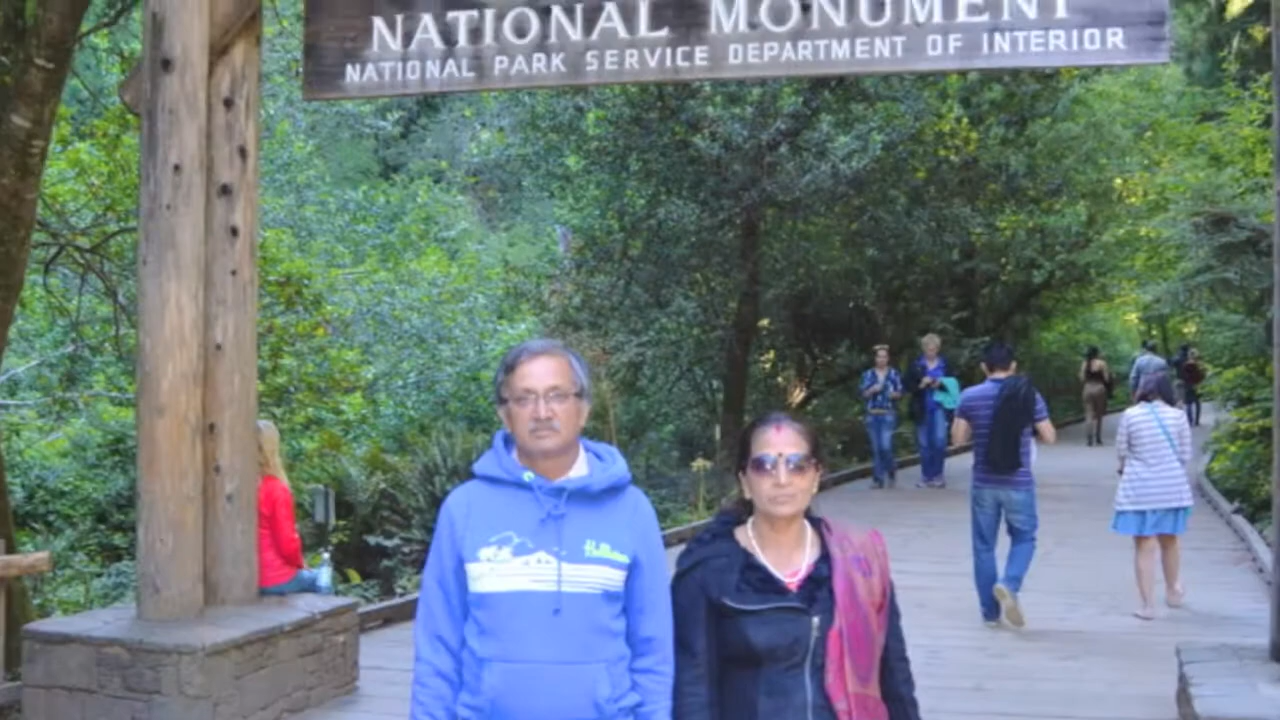 NATIONAL MONUMENT
NATIONAL PARK SERVICE DEPARTMENT OF INTERIOR